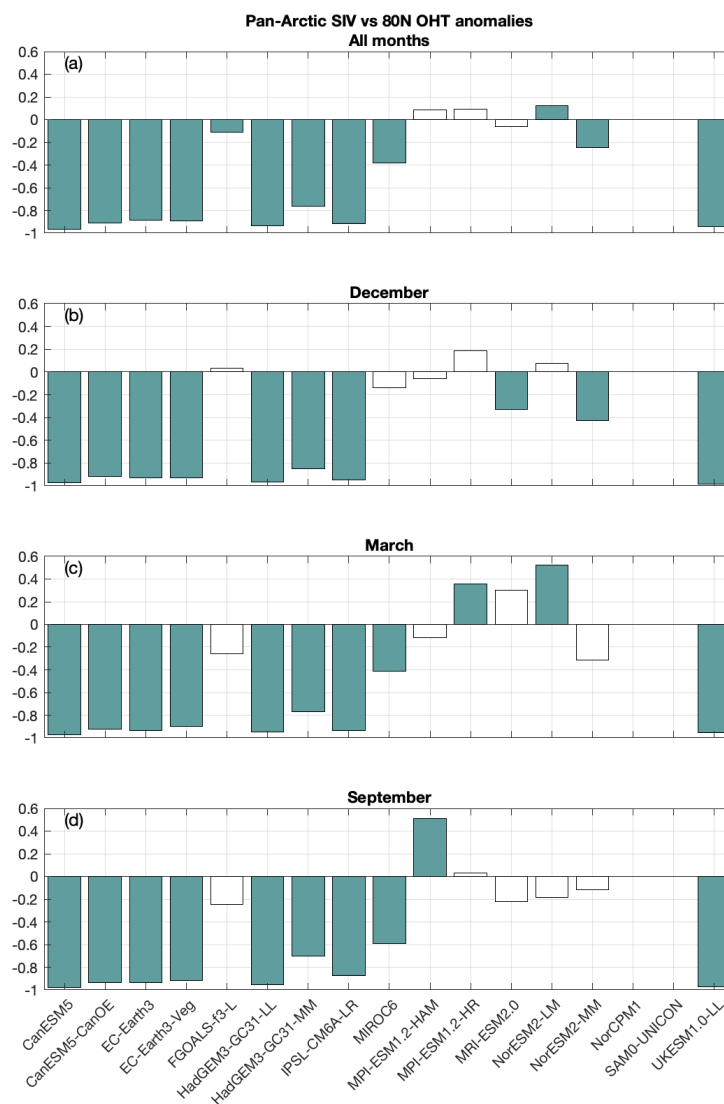 Pan-Arctic SIV vs 80N OHT anomalies
All months
(a)
0.6
0.4
0.2
0
-0.2
-0.4
-0.6
-0.8
-1
December
(b)
0.6
0.4
0.2
0
-0.2
-0.4
-0.6
-0.8
-1
March
(c)
0.6
0.4
0.2
0
-0.2
-0.4
-0.6
-0.8
-1
September
(d)
0.6
0.4
0.2
0
-0.2
-0.4
-0.6
-0.8
-1
CanESM5
CanESM5-CanOE
EC-Earth3
EC-Earth3-Veg
FGOALS-f3-L
HadGEM3-GC31-LL
HadGEM3-GC31-MM
IPSL-CM6A-LR
MIROC6
MPI-ESM1.2-HAM
MPI-ESM1.2-HR
MRI-ESM2.0
NorESM2-LM
NorESM2-MM
NorCPM1
SAM0-UNICON
UKESM1.0-LL